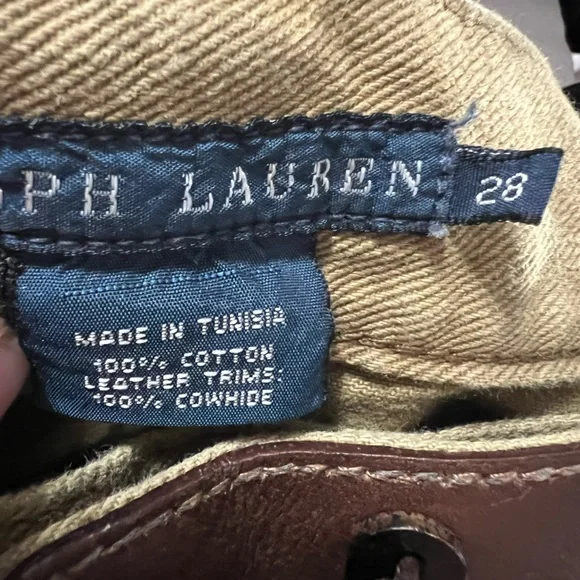 PH LAUREN
28
MADE IN TUNISIA
100% COTTON
LEATHER TRIMS:
100% COWHIDE